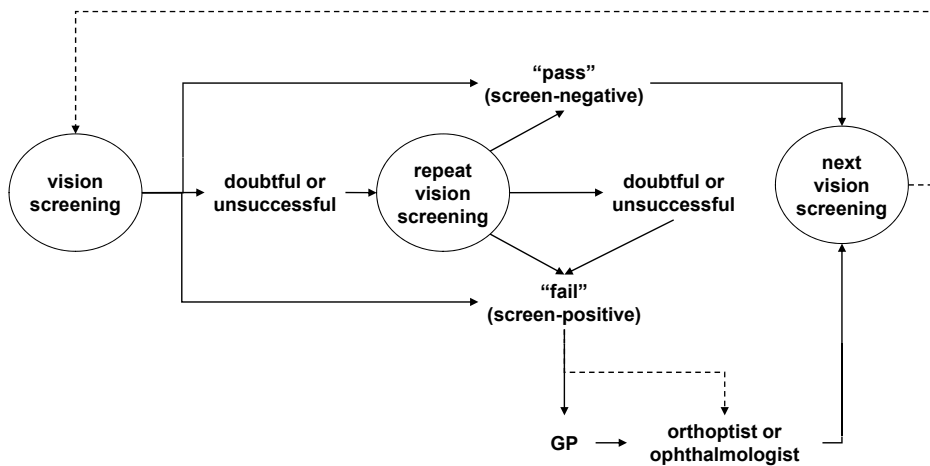 “pass”
(screen-negative)
vision
screening
doubtful or
unsuccessful
repeat
vision
screening
doubtful or
unsuccessful
next
vision
screening
“fail”
(screen-positive)
GP
orthoptist or
ophthalmologist